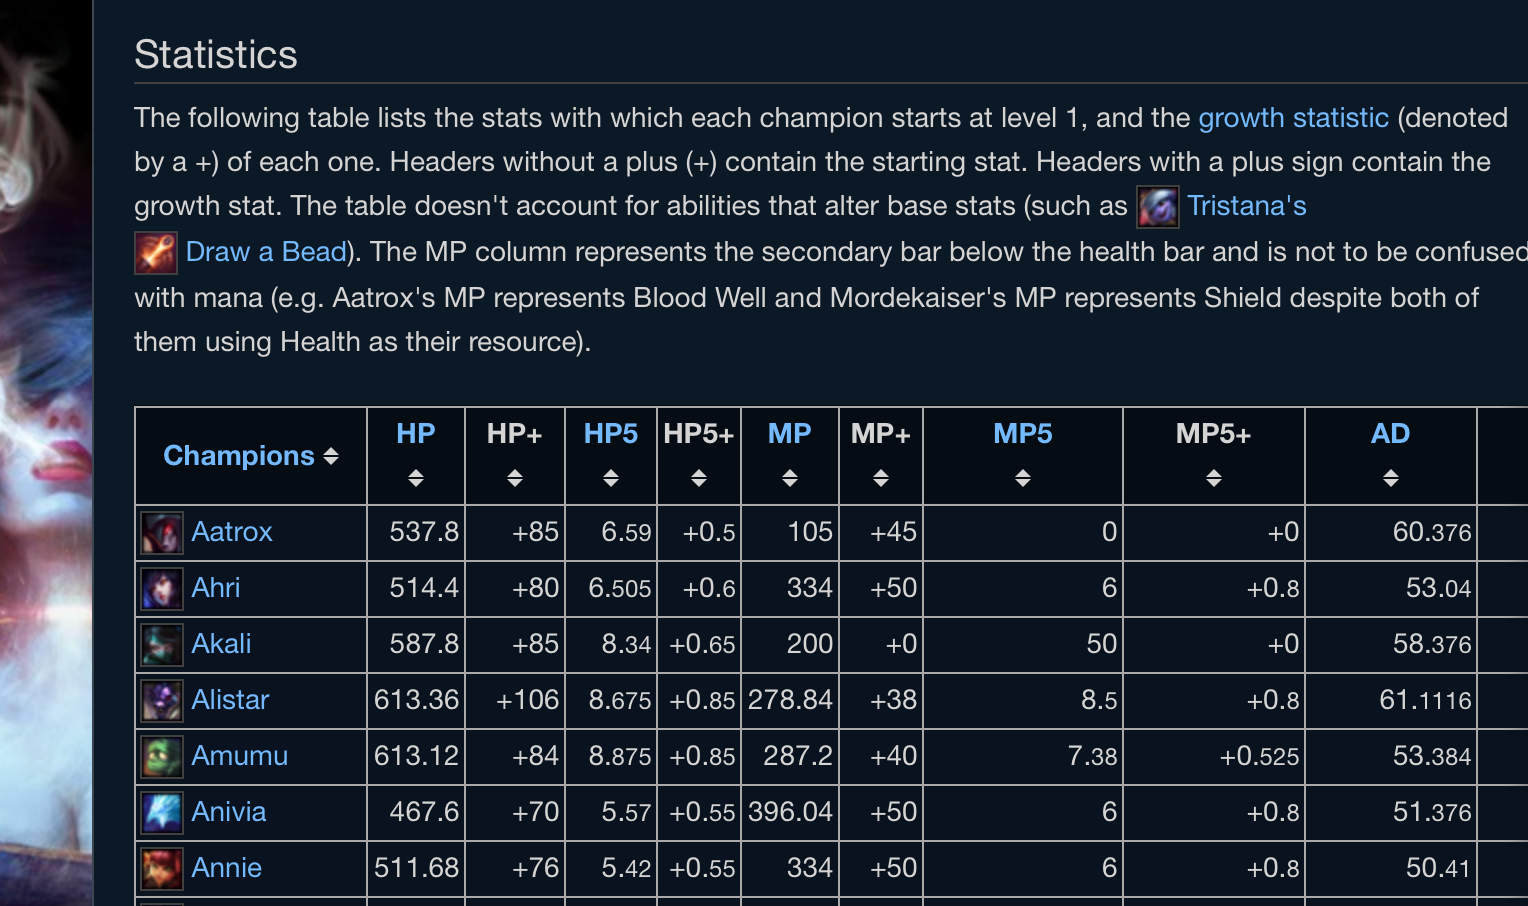 Statistics
The following table lists the stats with which each champion starts at level 1, and the growth statistic (denoted
by a +) of each one. Headers without a plus (+) contain the starting stat. Headers with a plus sign contain the
growth stat. The table doesn't account for abilities that alter base stats (such as Tristana's
Draw a Bead). The MP column represents the secondary bar below the health bar and is not to be confused
with mana (e.g. Aatrox's MP represents Blood Well and Mordekaiser's MP represents Shield despite both of
them using Health as their resource).
Champions HP HP+ HP5 HP5+ MP MP+ MP5 MP5+ AD
Aatrox 537.8 +85 6.59 +0.5 105 +45 0 +0 60.376
Ahri 514.4 +80 6.505 +0.6 334 +50 6 +0.8 53.04
Akali 587.8 +85 8.34 +0.65 200 +0 50 +0 58.376
Alistar 613.36 +106 8.675 +0.85 278.84 +38 8.5 +0.8 61.1116
Amumu 613.12 +84 8.875 +0.85 287.2 +40 7.38 +0.525 53.384
Anivia 467.6 +70 5.57 +0.55 396.04 +50 6 +0.8 51.376
Annie 511.68 +76 5.42 +0.55 334 +50 6 +0.8 50.41